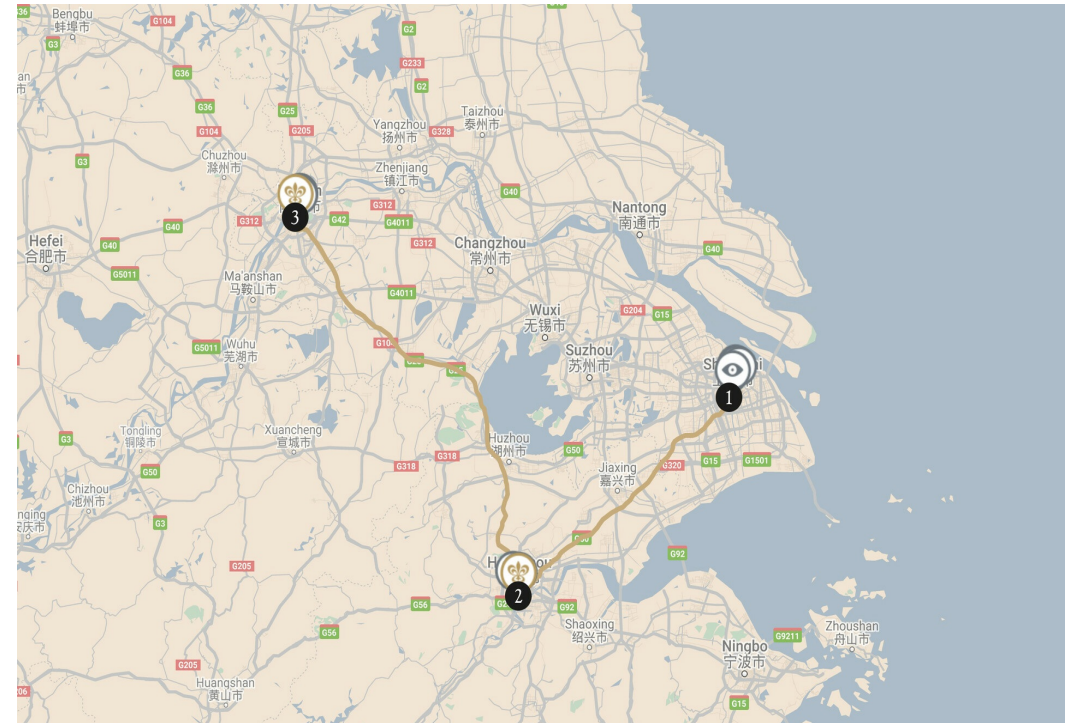 G36
Bengbu
蚌埠市
G104
G3
G2
G233
G2
G36
G36
G104
G25
G205
Taizhou
泰州市
Yangzhou
扬州市
G328
Chuzhou
滁州市
G3
Zhenjiang
镇江市
G40
G312
3
G312
G42
G4011
G40
G40
G312
Nantong
南通市
G40
Hefei
合肥市
Changzhou
常州市
G5011
Ma'anshan
马鞍山市
G4011
Wuxi
无锡市
G204
G15
G5011
Wuhu
芜湖市
Suzhou
苏州市
1
Tongling
铜陵市
G3
Xuancheng
宣城市
Huzhou
湖州市
G318
G318
G50
G320
G15
G1501
G50
Jiaxing
嘉兴市
Chizhou
池州市
G3
G92
G205
2
G56
G92
G56
Shaoxing
绍兴市
G9211
Zhoushan
舟山市
Ningbo
宁波市
G205
Huangshan
黄山市
G15